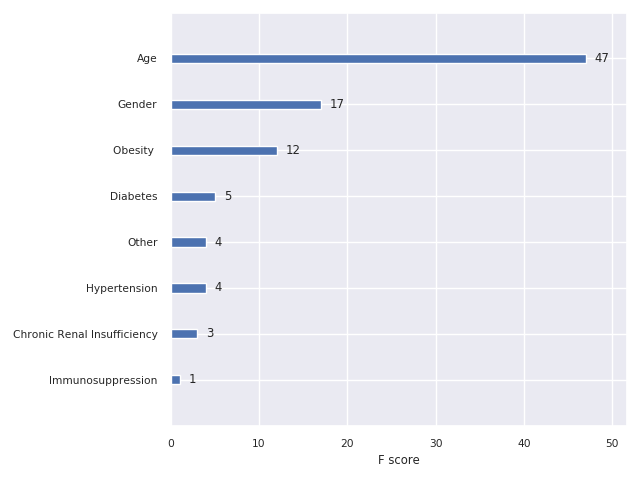 Age 47
Gender 17
Obesity 12
Diabetes 5
Other 4
Hypertension 4
Chronic Renal Insufficiency 3
Immunosuppression 1
0 10 20 30 40 50
F score